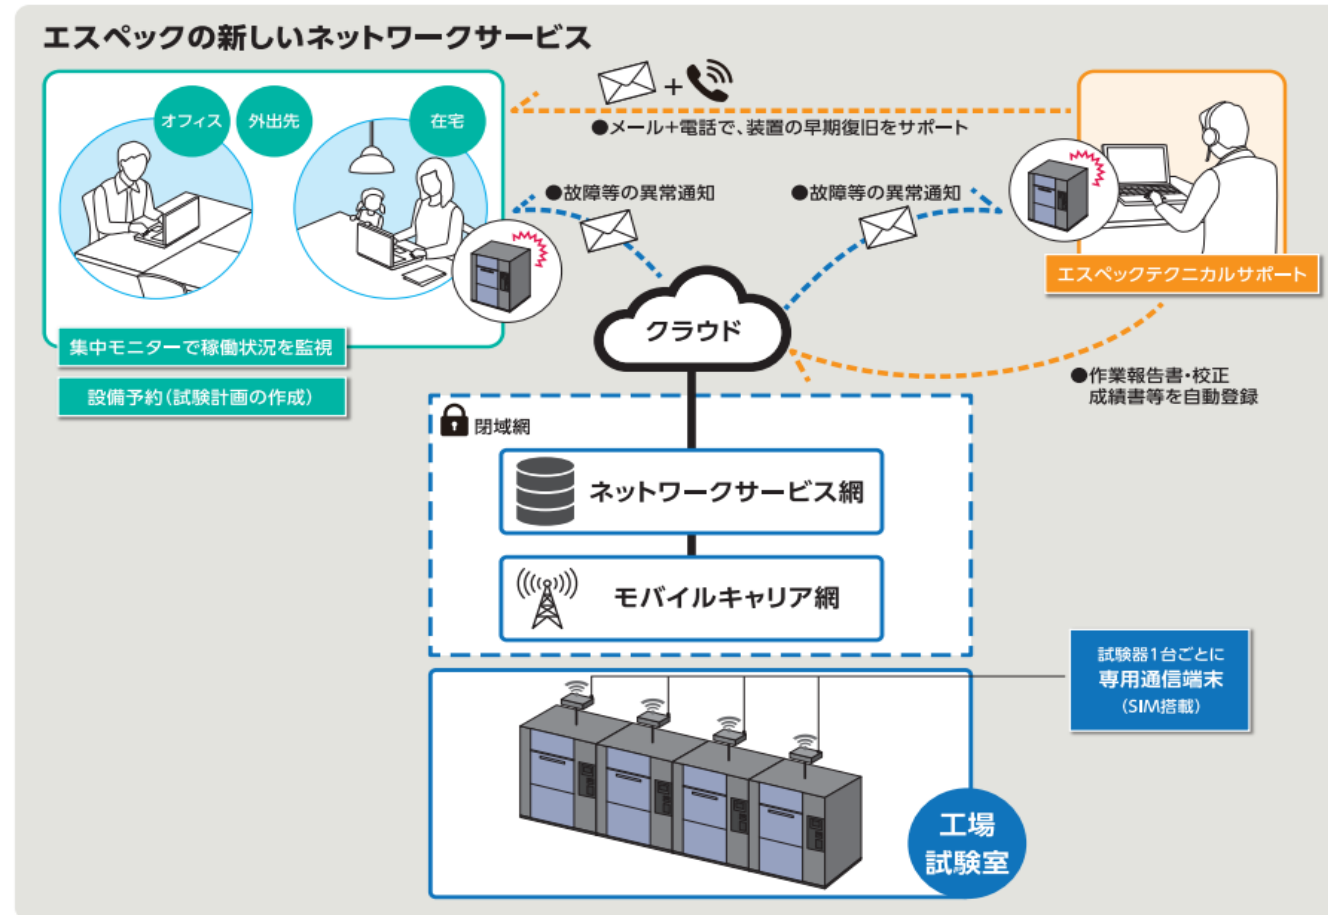 エスペックの新しいネットワークサービス
オフィス
外出先
在宅
+
●メール+電話で、装置の早期復旧をサポート
●故障等の異常通知
●故障等の異常通知
エスペックテクニカルサポート
クラウド
集中モニターで稼働状況を監視
設備予約(試験計画の作成)
●作業報告書・校正
成績書等を自動登録
閉域網
ネットワークサービス網
モバイルキャリア網
試験器1台ごとに
専用通信端末
(SIM搭載)
工場
試験室